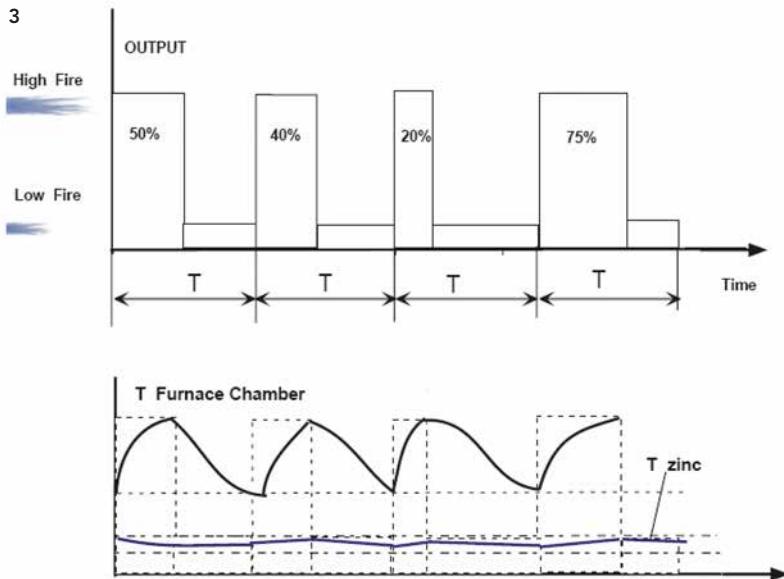 3
OUTPUT
High Fire
50%
40%
20%
75%
Low Fire
T
T
T
T
Time
T Furnace Chamber
T zinc